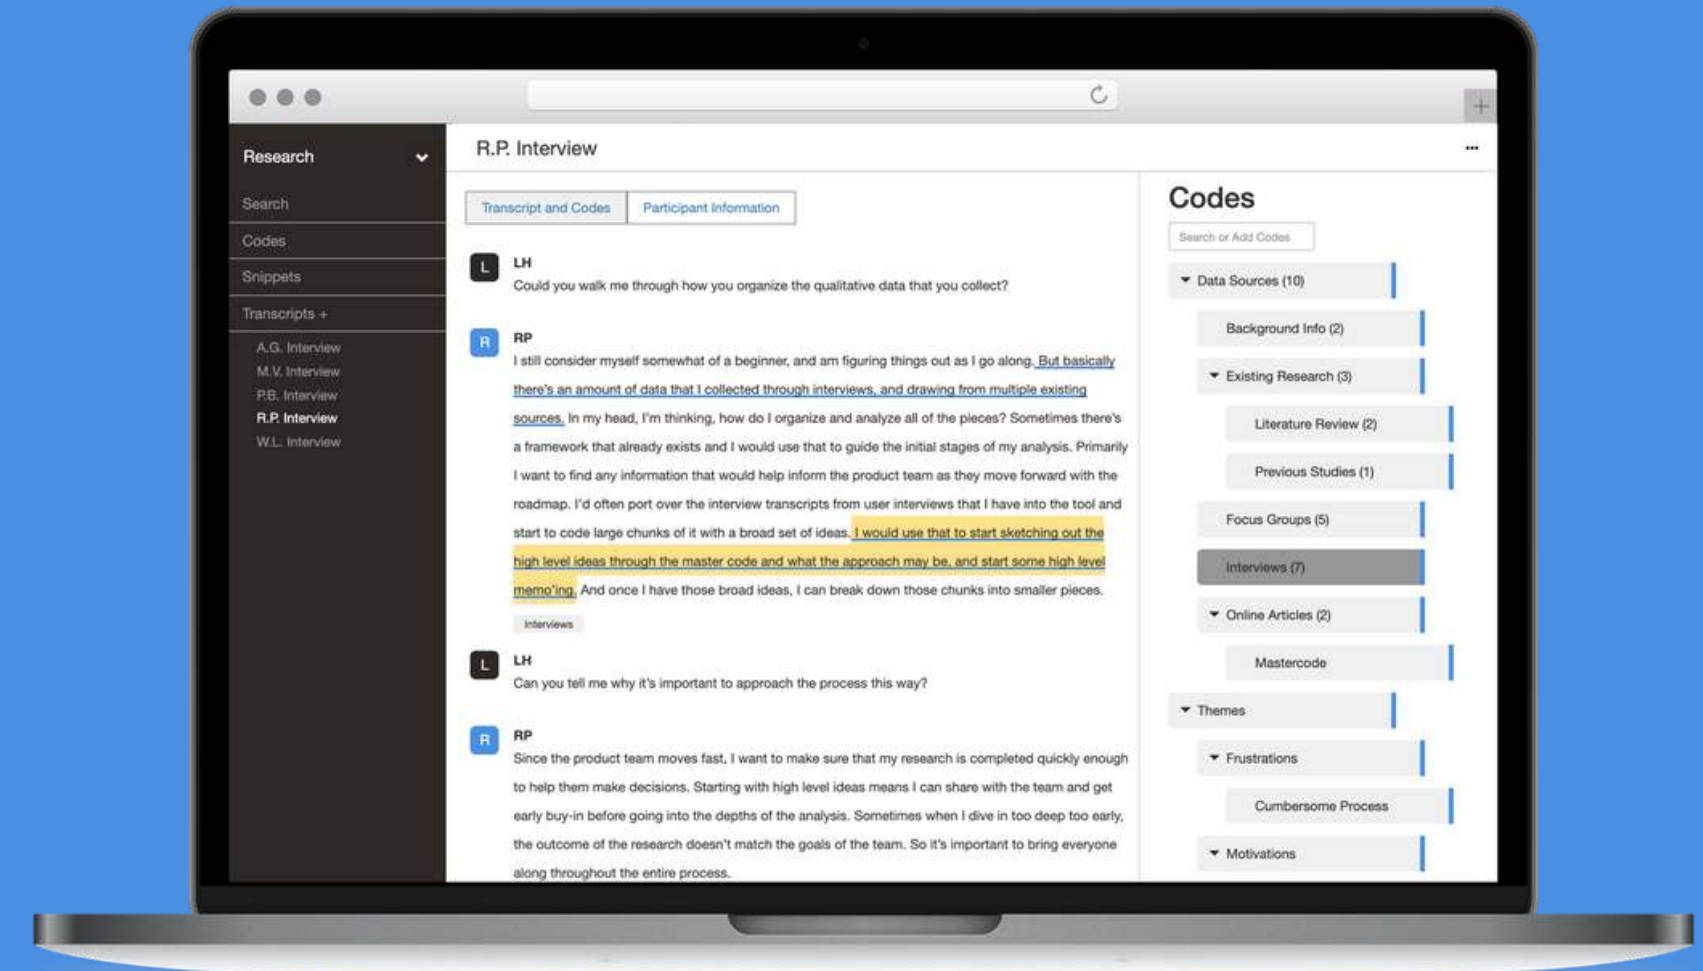 Research
Search
Codes
Snippets
Transcripts +
A.G. Interview
M.V. Interview
P.B. Interview
R.P. Interview
W.L. Interview
R.P. Interview
Transcript and Codes
Participant Information
L
LH
Could you walk me through how you organize the qualitative data that you collect?
R
RP
I still consider myself somewhat of a beginner, and am figuring things out as I go along. But basically
there's an amount of data that I collected through interviews, and drawing from multiple existing
sources. In my head, I'm thinking, how do I organize and analyze all of the pieces? Sometimes there's
a framework that already exists and I would use that to guide the initial stages of my analysis. Primarily
I want to find any information that would help inform the product team as they move forward with the
roadmap. I'd often port over the interview transcripts from user interviews that I have into the tool and
start to code large chunks of it with a broad set of ideas. I would use that to start sketching out the
high level ideas through the master code and what the approach may be, and start some high level
memo'ing. And once I have those broad ideas, I can break down those chunks into smaller pieces.
Interviews
L
LH
Can you tell me why it's important to approach the process this way?
R
RP
Since the product team moves fast, I want to make sure that my research is completed quickly enough
to help them make decisions. Starting with high level ideas means I can share with the team and get
early buy-in before going into the depths of the analysis. Sometimes when I dive in too deep too early,
the outcome of the research doesn't match the goals of the team. So it's important to bring everyone
along throughout the entire process.
Codes
Search or Add Codes
Data Sources (10)
Background Info (2)
Existing Research (3)
Literature Review (2)
Previous Studies (1)
Focus Groups (5)
Interviews (7)
Online Articles (2)
Mastercode
Themes
Frustrations
Cumbersome Process
Motivations